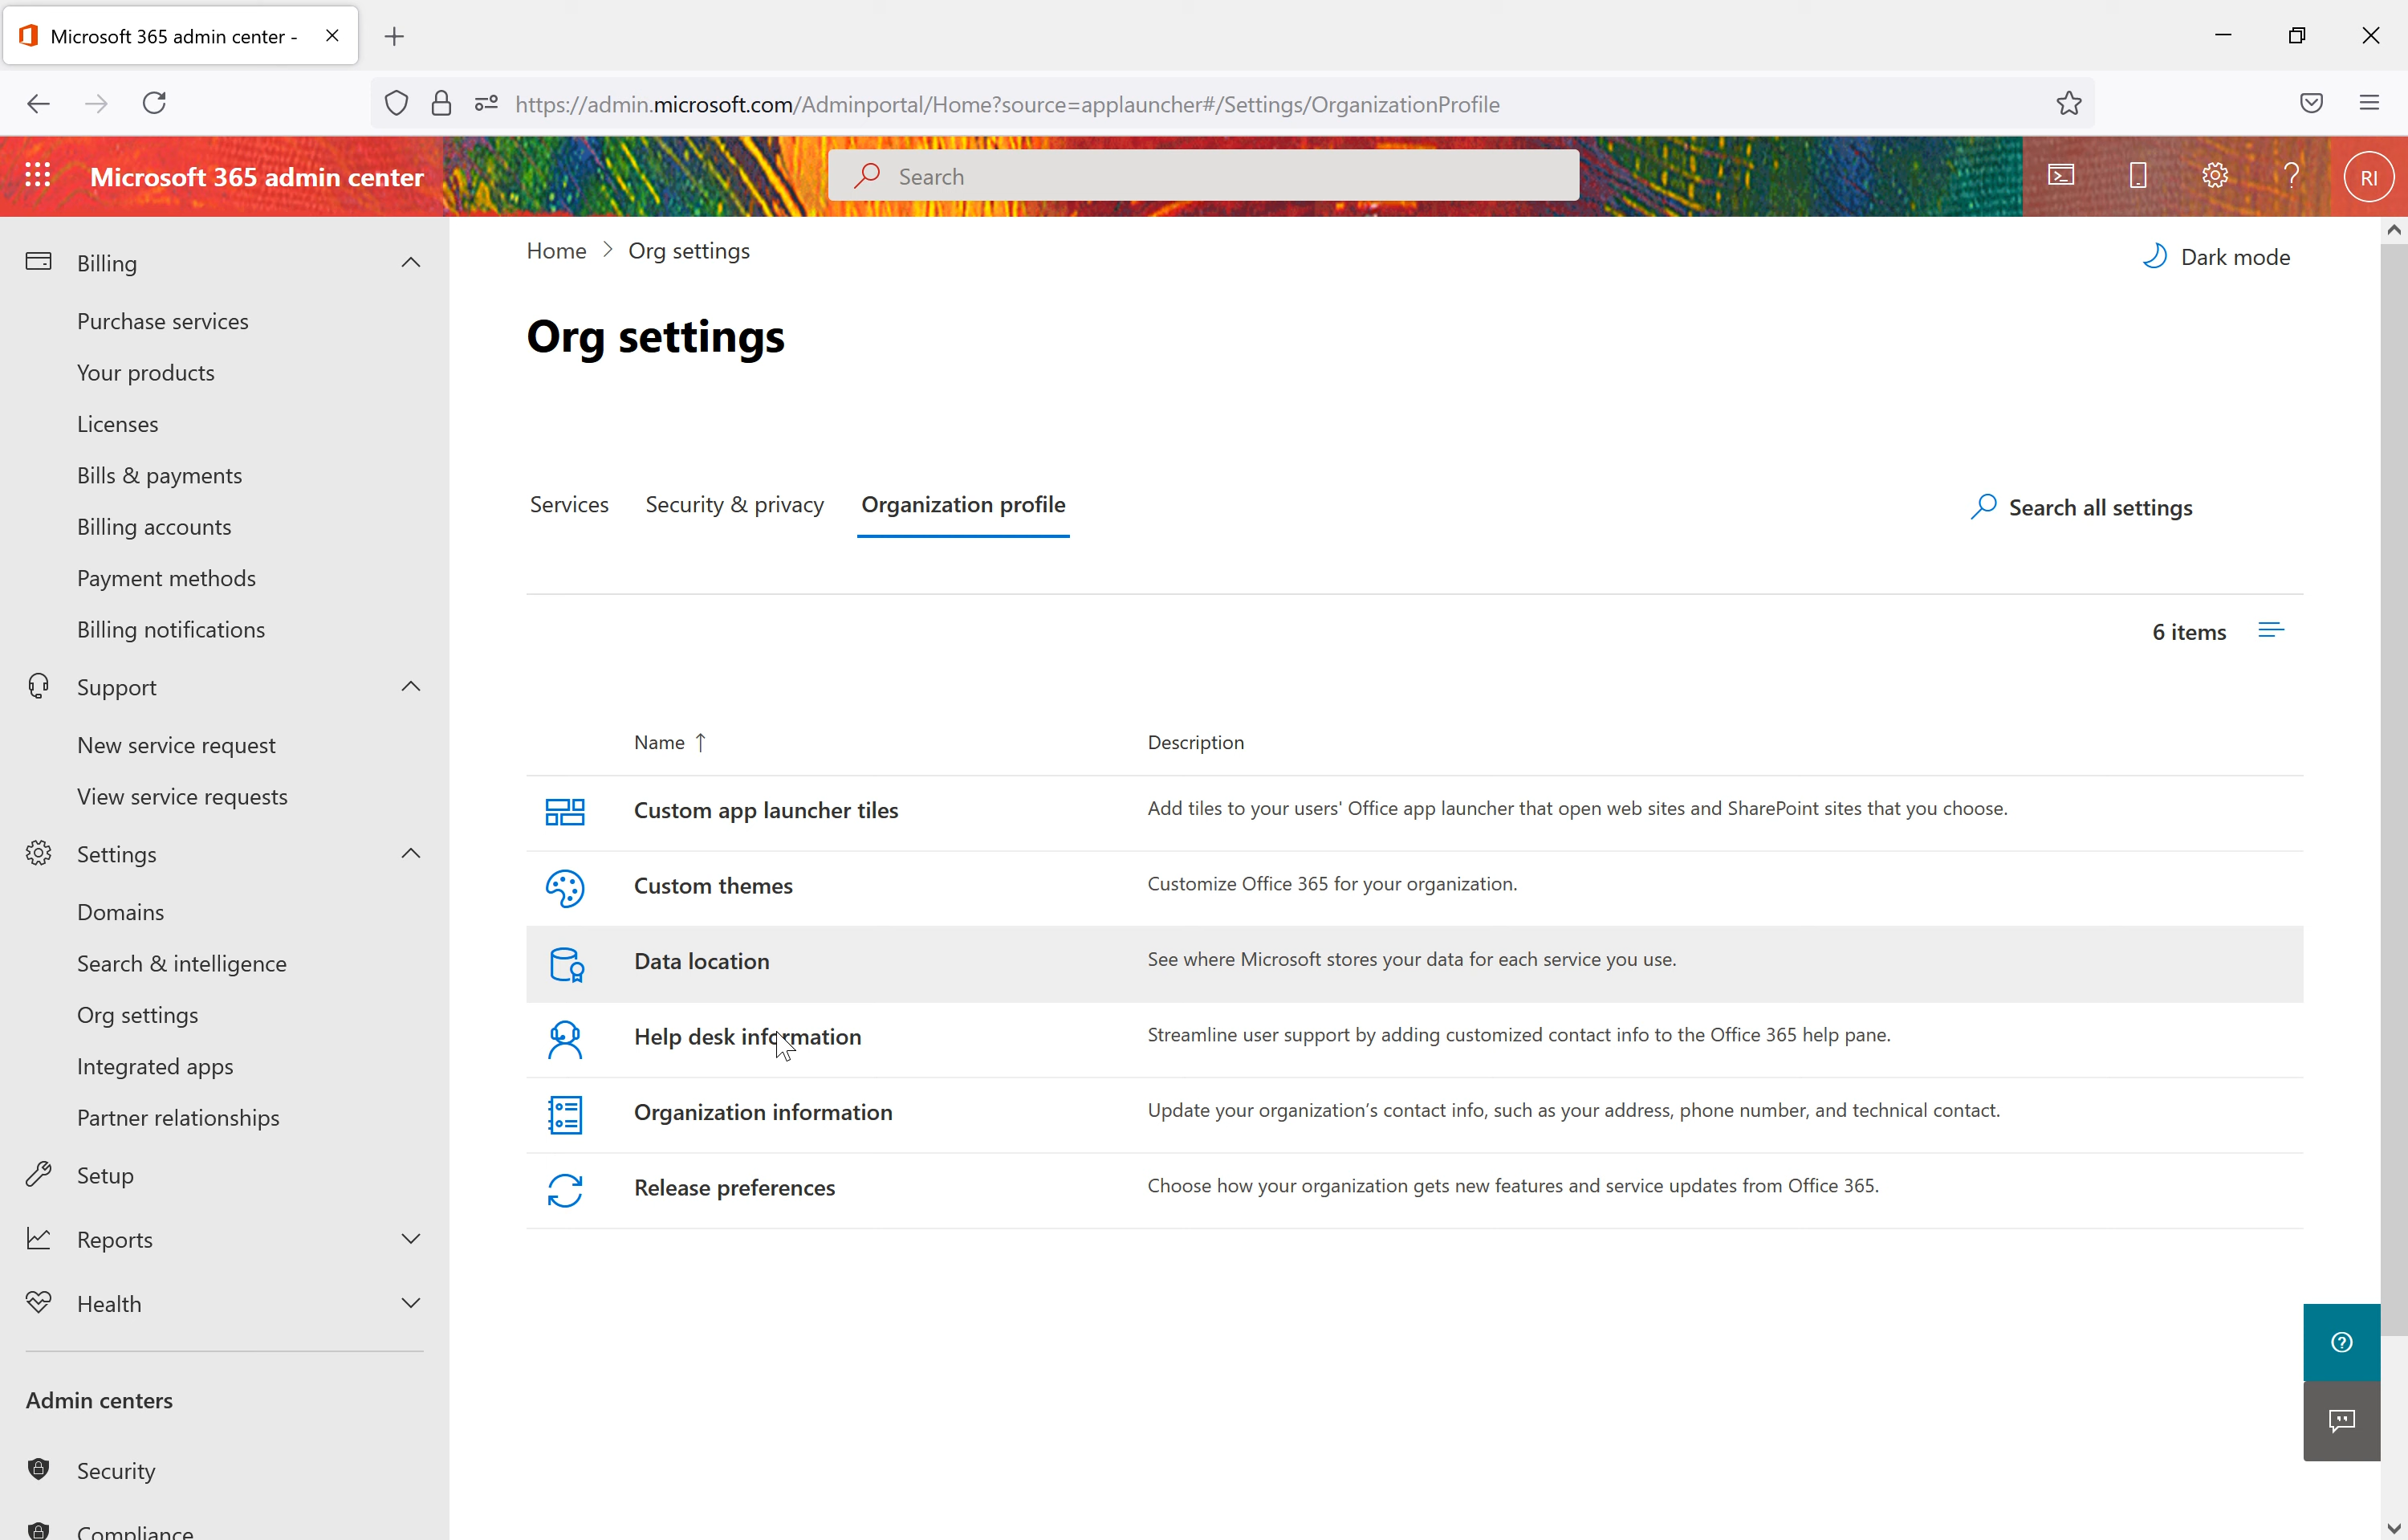 Microsoft 365 admin center -
https://admin.microsoft.com/Adminportal/Home?source=applauncher#/Settings/OrganizationProfile
Microsoft 365 admin center
Search
RI
Billing
Purchase services
Your products
Licenses
Bills & payments
Billing accounts
Payment methods
Billing notifications
Support
New service request
View service requests
Settings
Domains
Search & intelligence
Org settings
Integrated apps
Partner relationships
Setup
Reports
Health
Admin centers
Security
Compliance
Home > Org settings
Dark mode
Org settings
Services Security & privacy Organization profile
Search all settings
6 items
Name ↑ Description
Custom app launcher tiles Add tiles to your users' Office app launcher that open web sites and SharePoint sites that you choose.
Custom themes Customize Office 365 for your organization.
Data location See where Microsoft stores your data for each service you use.
Help desk information Streamline user support by adding customized contact info to the Office 365 help pane.
Organization information Update your organization's contact info, such as your address, phone number, and technical contact.
Release preferences Choose how your organization gets new features and service updates from Office 365.